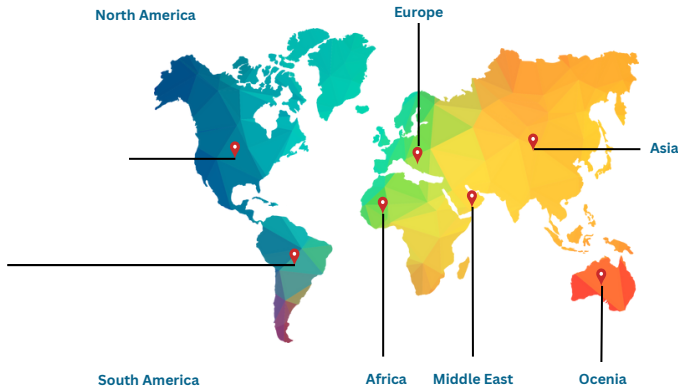 North America
Europe
Asia
South America
Africa
Middle East
Ocenia